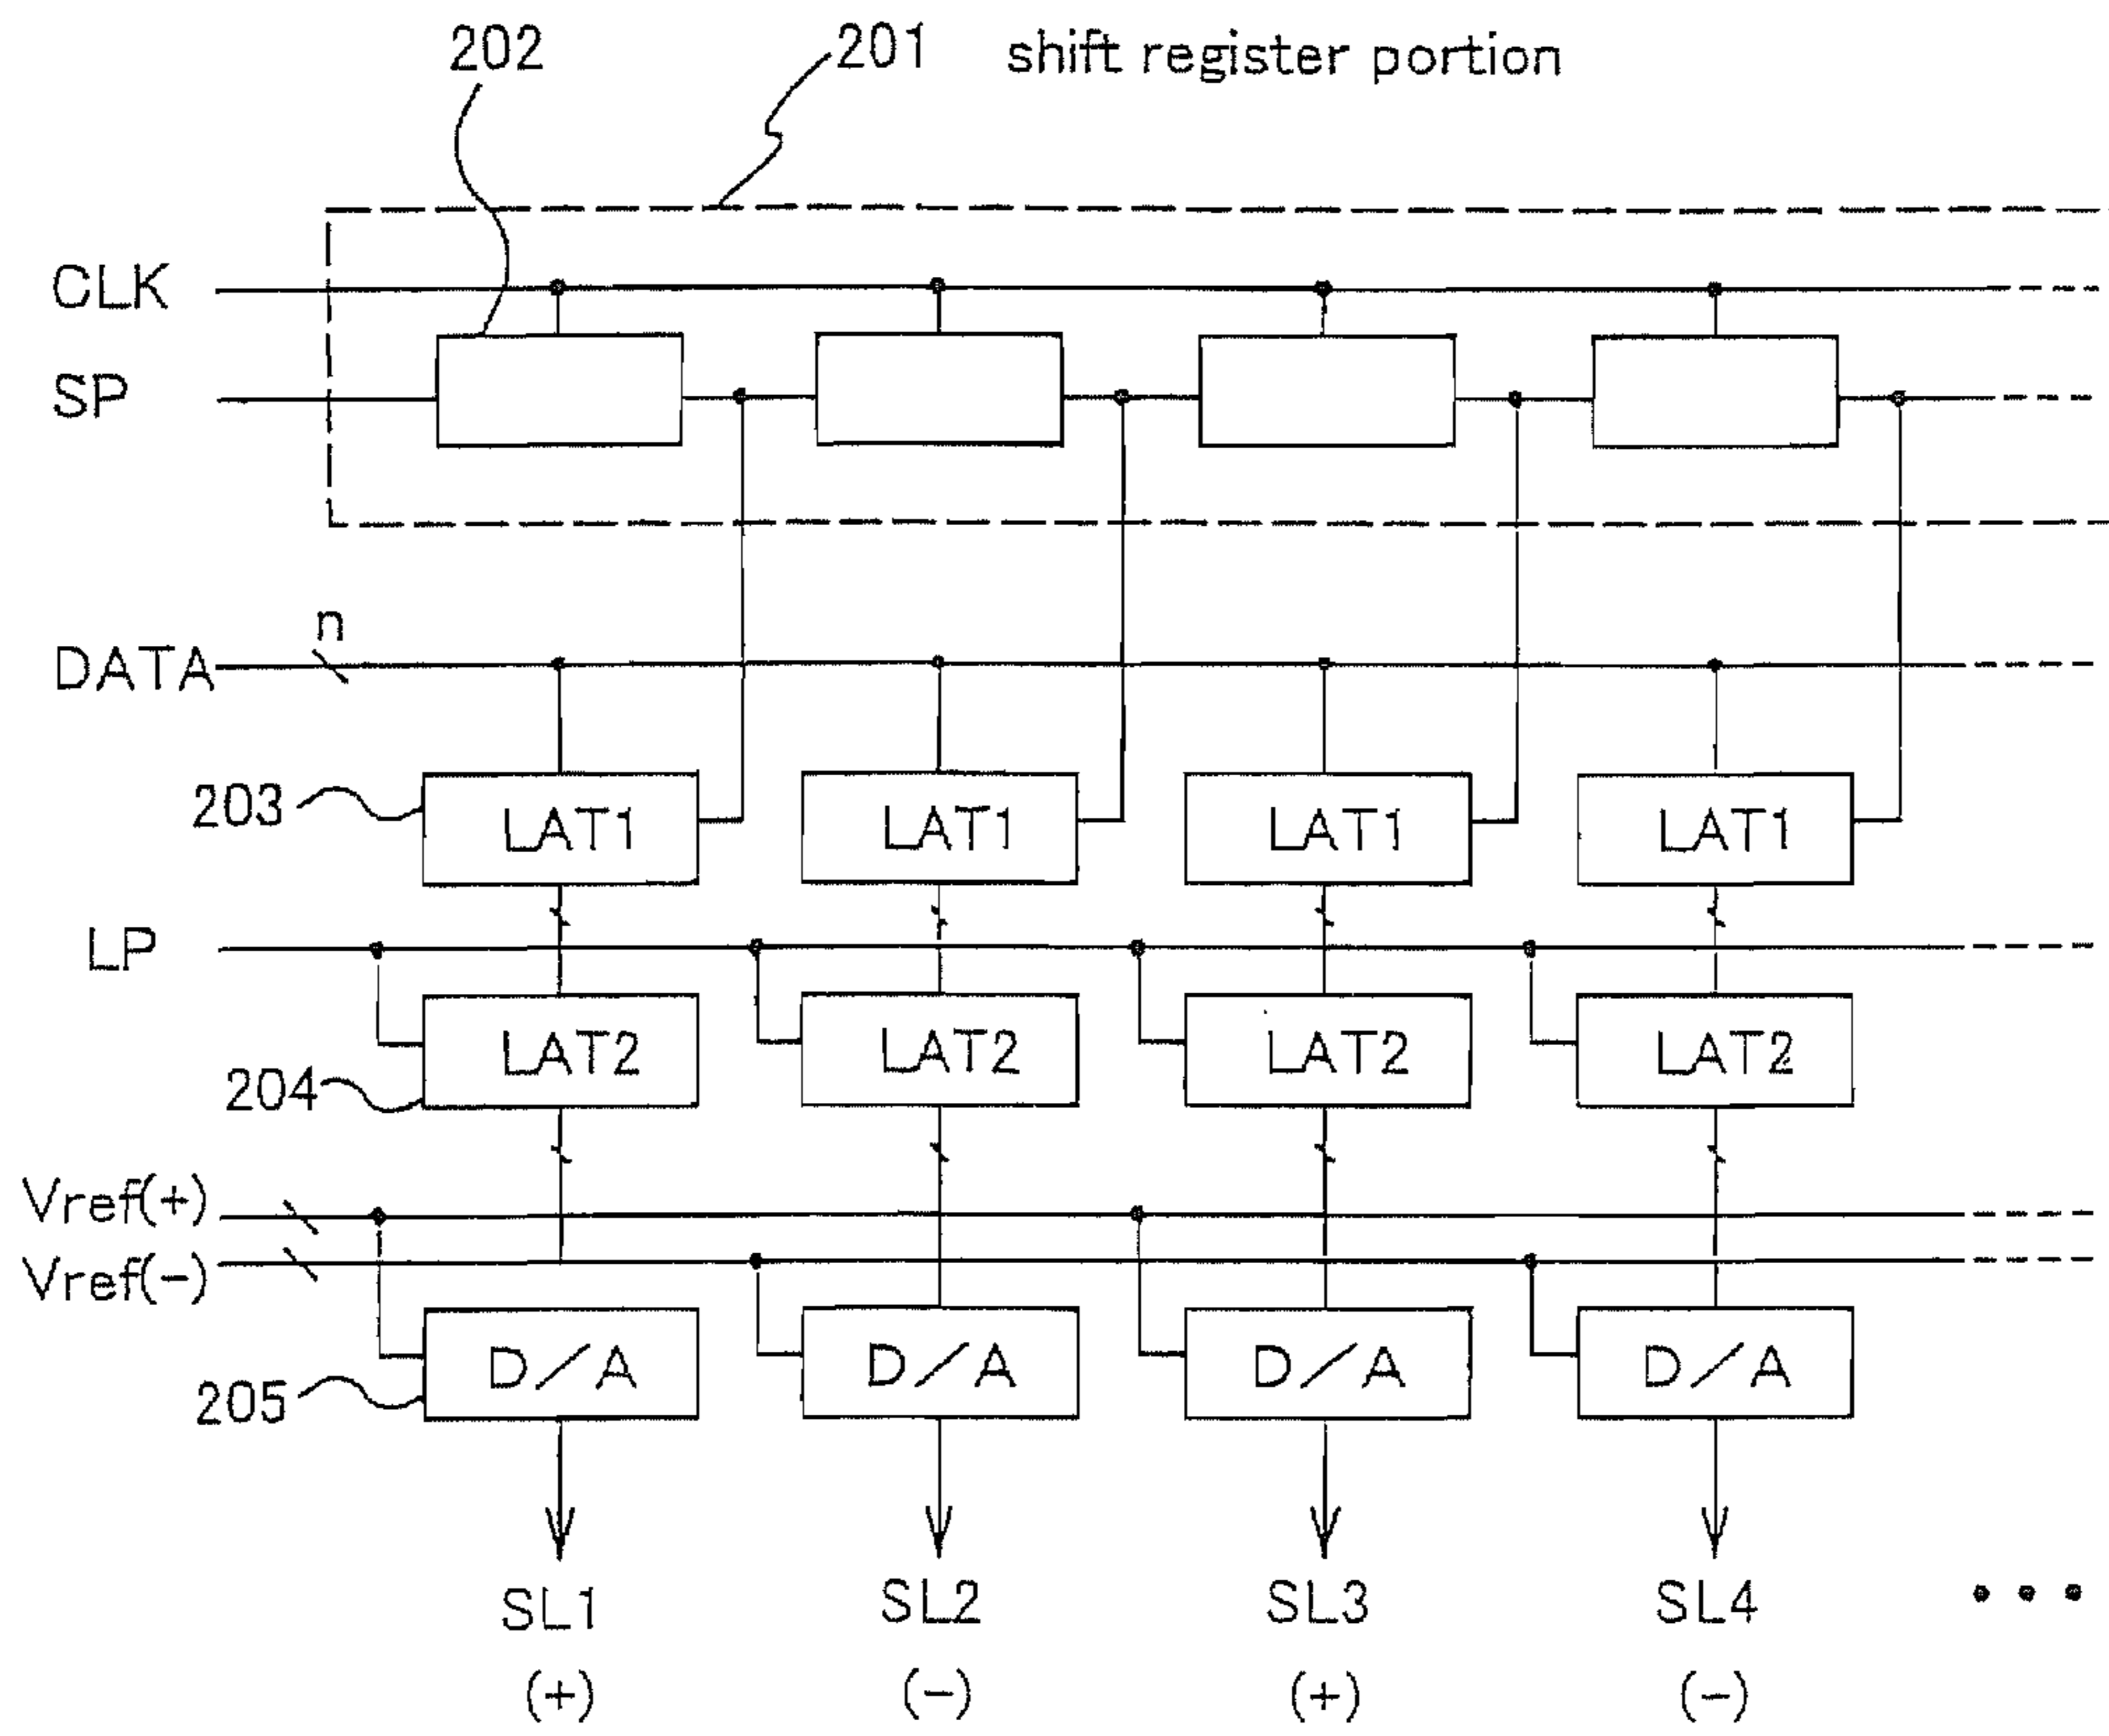 202 201 shift register portion
CLK
SP
n
DATA
203 LAT1 LAT1 LAT1 LAT1
LP
LAT2 LAT2 LAT2 LAT2
204
Vref(+)
Vref(-)
D/A D/A D/A D/A
205
SL1 SL2 SL3 SL4 •••
(+) (-) (+) (-)